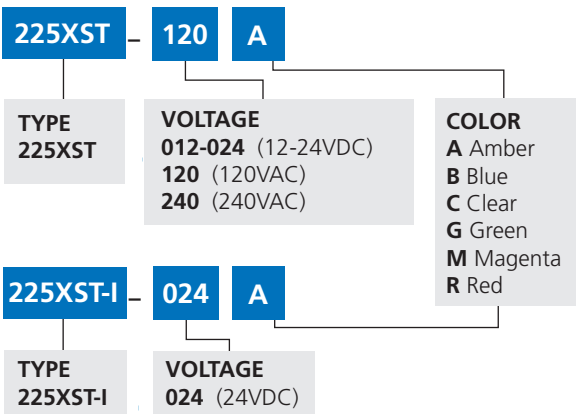 225XST – 120 A
TYPE
225XST
VOLTAGE
012-024 (12-24VDC)
120 (120VAC)
240 (240VAC)
COLOR
A Amber
B Blue
C Clear
G Green
M Magenta
R Red
225XST-I – 024 A
TYPE
225XST-I
VOLTAGE
024 (24VDC)